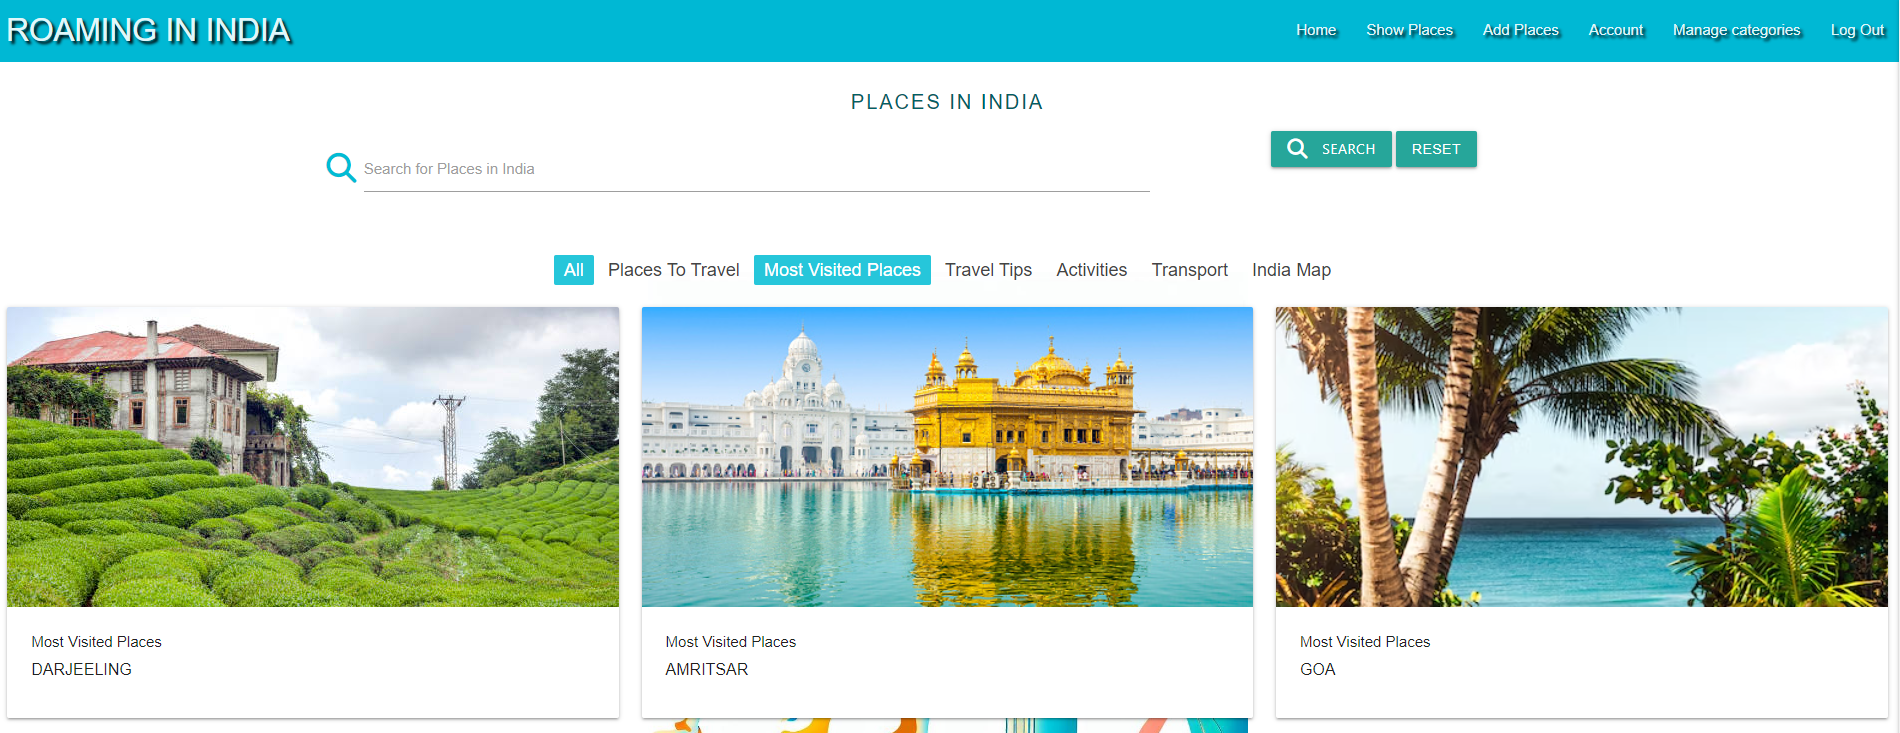 ROAMING IN INDIA
Home Show Places Add Places Account Manage categories Log Out
PLACES IN INDIA
Search for Places in India
SEARCH RESET
All Places To Travel Most Visited Places Travel Tips Activities Transport India Map
Most Visited Places
DARJEELING
Most Visited Places
AMRITSAR
Most Visited Places
GOA